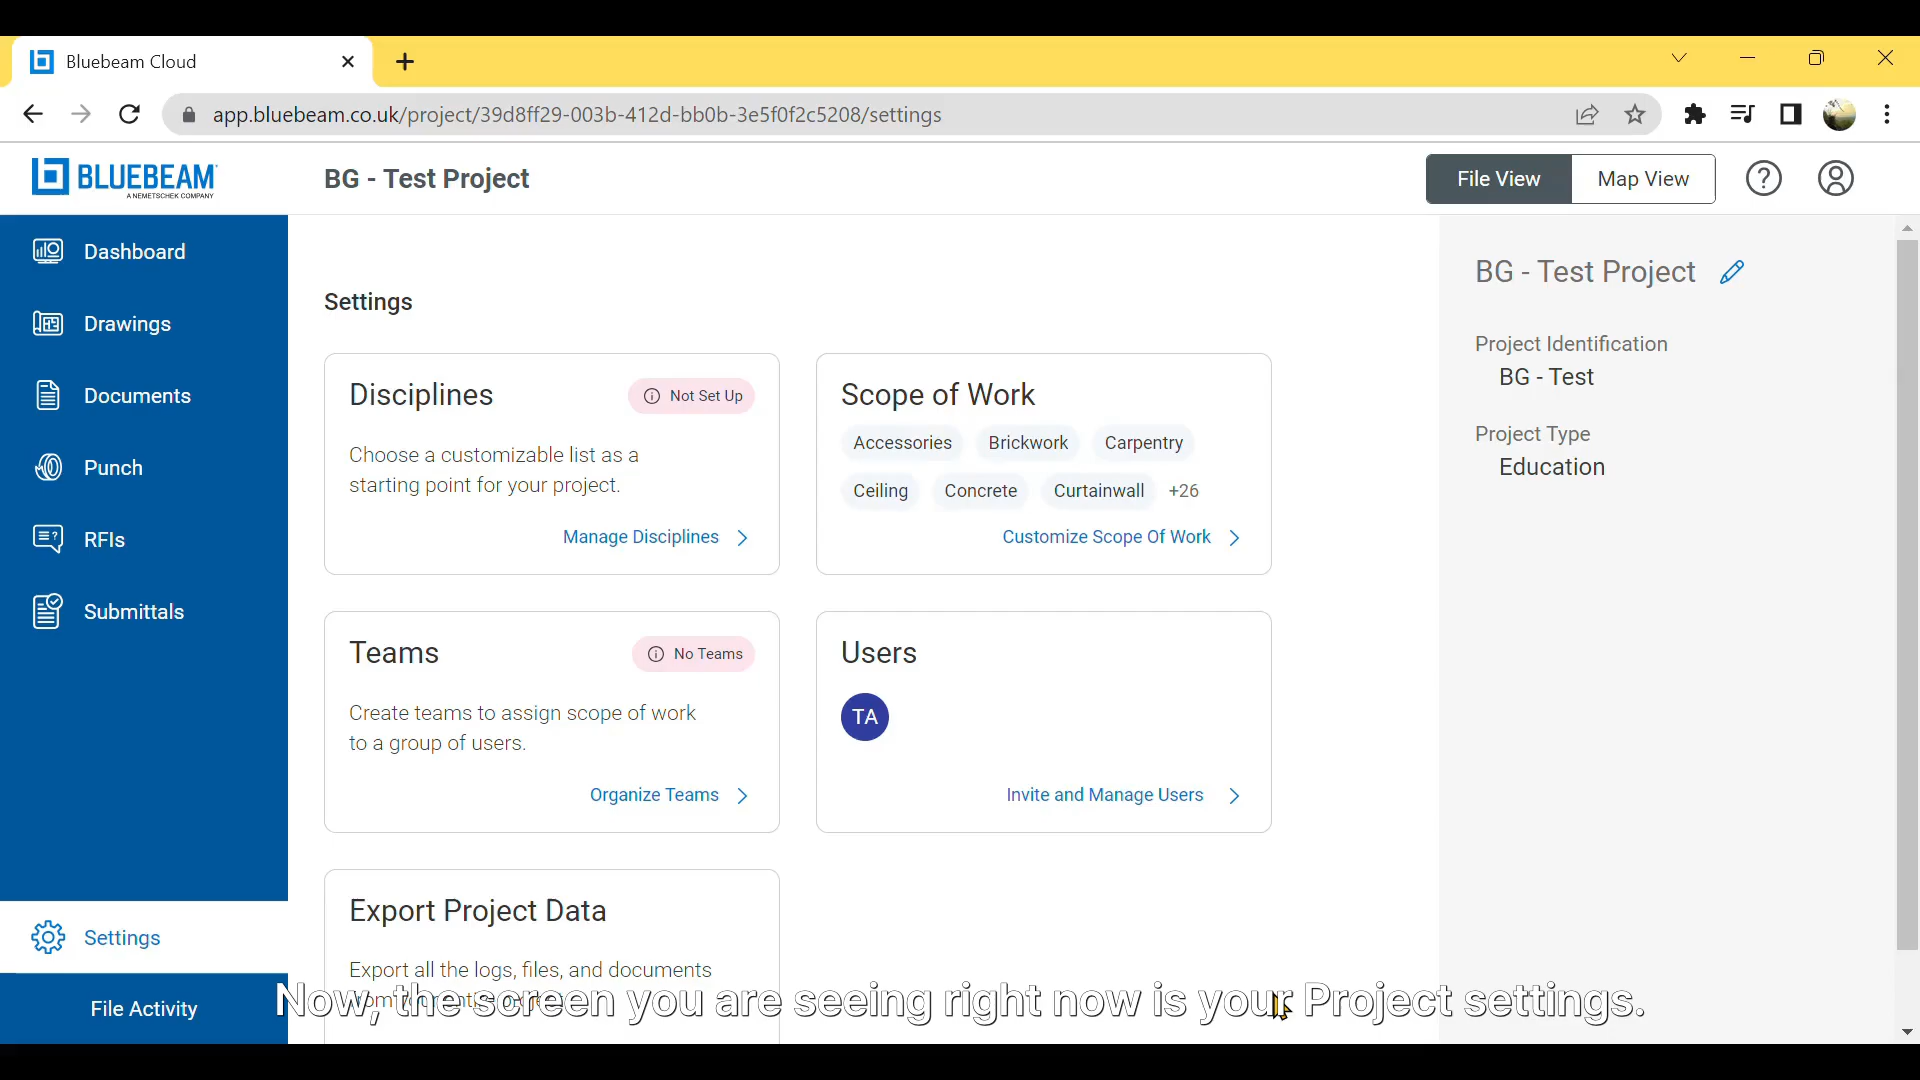 Bluebeam Cloud
app.bluebeam.co.uk/project/39d8ff29-003b-412d-bb0b-3e5f0f2c5208/settings
BLUEBEAM
A NEMETSCHEK COMPANY
BG - Test Project
File View
Map View
Dashboard
Drawings
Documents
Punch
RFIs
Submittals
Settings
File Activity
Settings
Disciplines
Not Set Up
Choose a customizable list as a
starting point for your project.
Manage Disciplines
Scope of Work
Accessories Brickwork Carpentry
Ceiling Concrete Curtainwall +26
Customize Scope Of Work
Teams
No Teams
Create teams to assign scope of work
to a group of users.
Organize Teams
Users
TA
Invite and Manage Users
Export Project Data
Export all the logs, files, and documents
Now, the screen you are seeing right now is your Project settings.
BG - Test Project
Project Identification
BG - Test
Project Type
Education